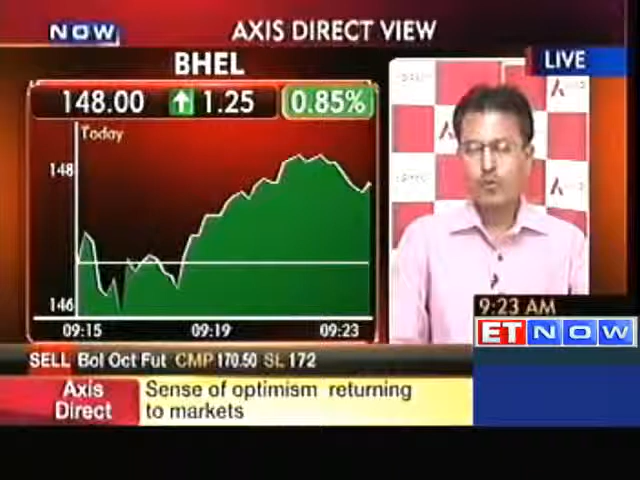 NOW
AXIS DIRECT VIEW
BHEL
LIVE
148.00 1.25 0.85%
Today
148
146
09:15 09:19 09:23
9:23 AM
ET NOW
SELL Bol Oct Fut CMP 170.50 SL 172
Axis
Direct
Sense of optimism returning
to markets